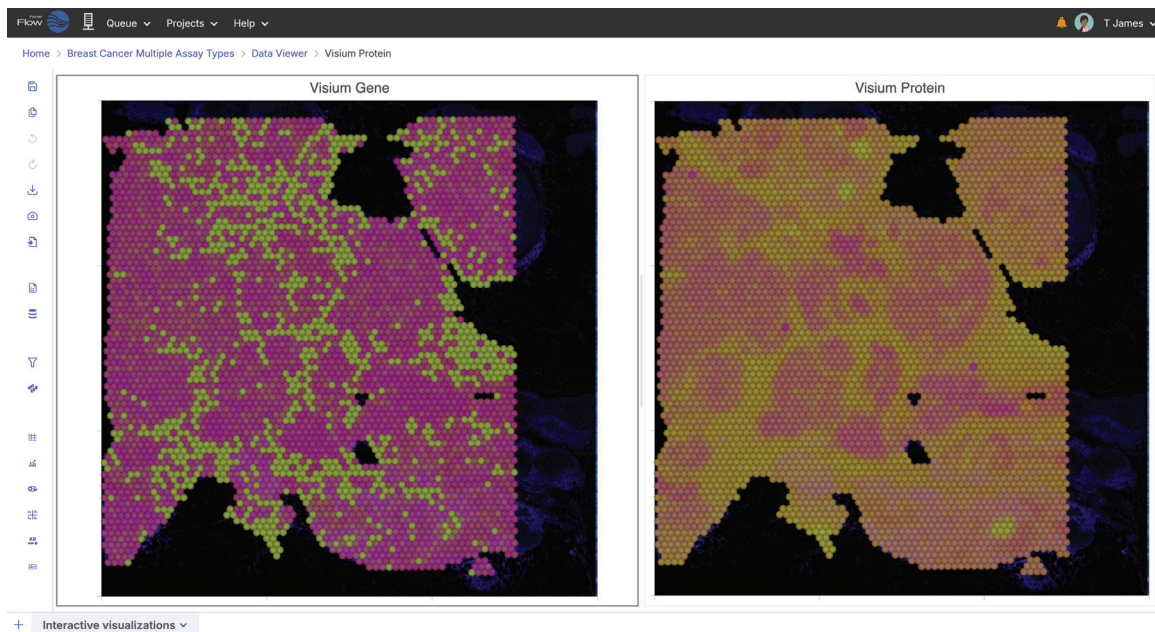 Partek
Flow
Queue
Projects
Help
T James
Home > Breast Cancer Multiple Assay Types > Data Viewer > Visium Protein
Visium Gene
Visium Protein
+ Interactive visualizations